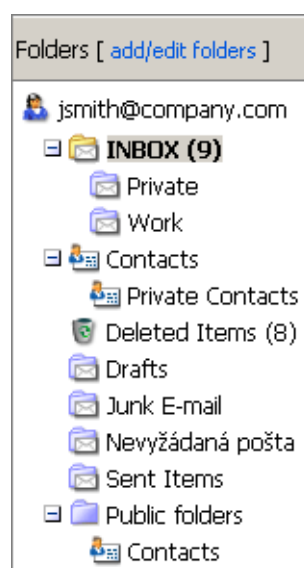 Folders [ add/edit folders ]
jsmith@company.com
INBOX (9)
Private
Work
Contacts
Private Contacts
Deleted Items (8)
Drafts
Junk E-mail
Nevyžádaná pošta
Sent Items
Public folders
Contacts